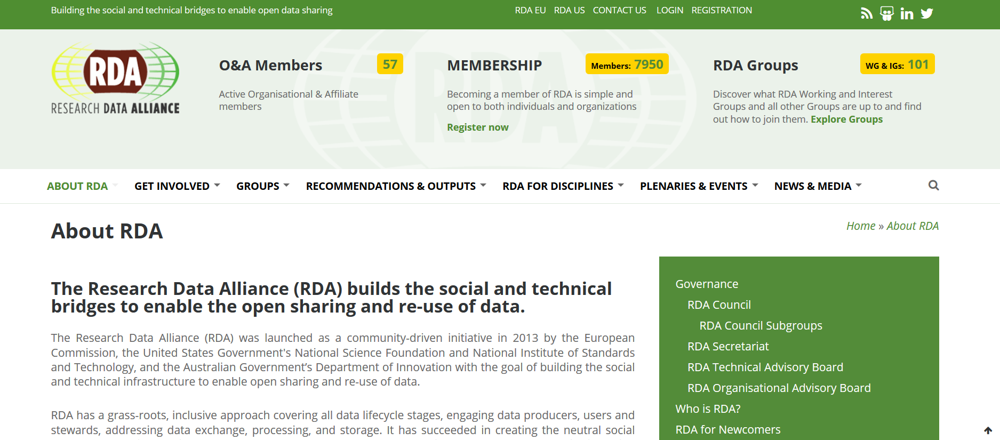 Building the social and technical bridges to enable open data sharing
RDA EU RDA US CONTACT US LOGIN REGISTRATION
RDA
RESEARCH DATA ALLIANCE
O&A Members 57
Active Organisational & Affiliate
members
MEMBERSHIP Members: 7950
Becoming a member of RDA is simple and
open to both individuals and organizations
Register now
RDA Groups WG & IGs: 101
Discover what RDA Working and Interest
Groups and all other Groups are up to and find
out how to join them. Explore Groups
RDA
ABOUT RDA GET INVOLVED GROUPS RECOMMENDATIONS & OUTPUTS RDA FOR DISCIPLINES PLENARIES & EVENTS NEWS & MEDIA
About RDA
Home » About RDA
The Research Data Alliance (RDA) builds the social and technical
bridges to enable the open sharing and re-use of data.
The Research Data Alliance (RDA) was launched as a community-driven initiative in 2013 by the European
Commission, the United States Government's National Science Foundation and National Institute of Standards
and Technology, and the Australian Government’s Department of Innovation with the goal of building the social
and technical infrastructure to enable open sharing and re-use of data.
RDA has a grass-roots, inclusive approach covering all data lifecycle stages, engaging data producers, users and
stewards, addressing data exchange, processing, and storage. It has succeeded in creating the neutral social
Governance
RDA Council
RDA Council Subgroups
RDA Secretariat
RDA Technical Advisory Board
RDA Organisational Advisory Board
Who is RDA?
RDA for Newcomers